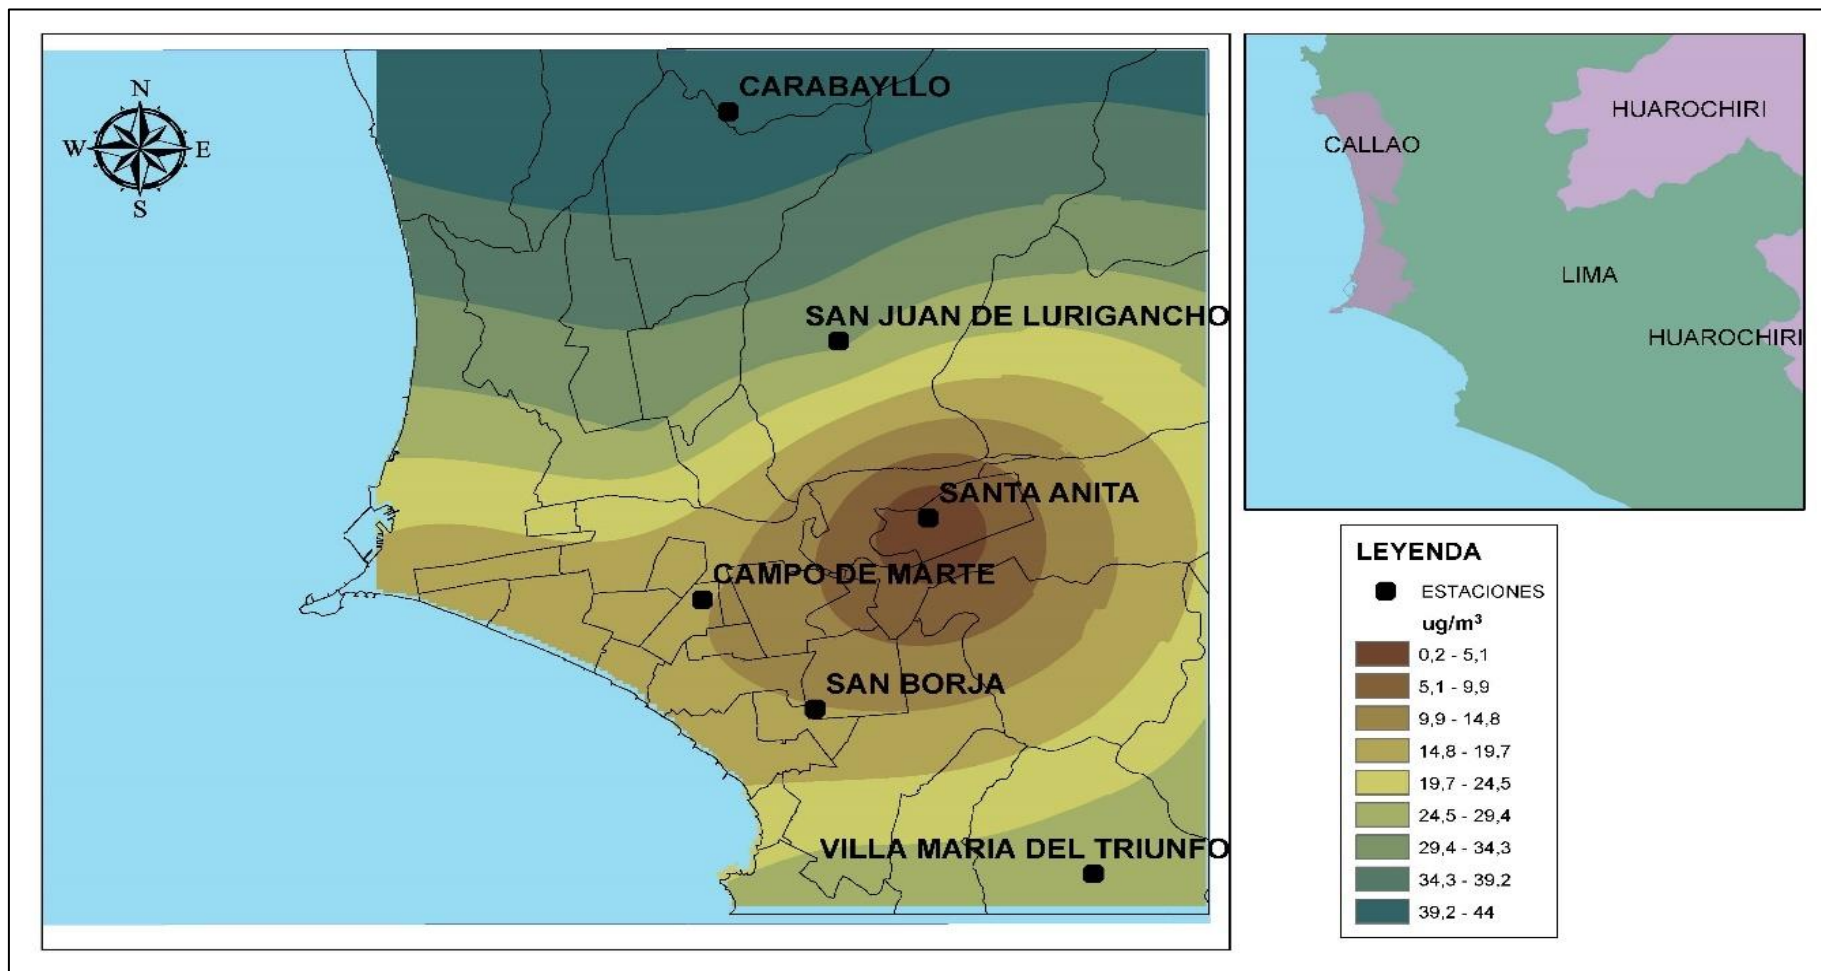 N
W E
S
CARABAYLLO
SAN JUAN DE LURIGANCHO
SANTA ANITA
CAMPO DE MARTE
SAN BORJA
VILLA MARIA DEL TRIUNFO
HUAROCHIRI
CALLAO
LIMA
HUAROCHIRI
LEYENDA
ESTACIONES
ug/m³
0,2 - 5,1
5,1 - 9,9
9,9 - 14,8
14,8 - 19,7
19,7 - 24,5
24,5 - 29,4
29,4 - 34,3
34,3 - 39,2
39,2 - 44